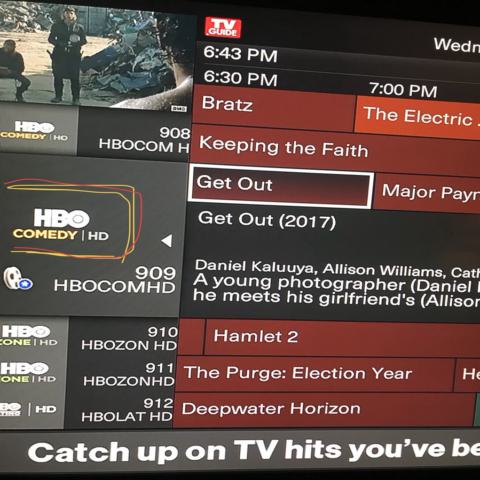 TV
GUIDE
Wedn
6:43 PM
6:30 PM
7:00 PM
HBO
COMEDY | HD
908
HBOCOM H
Bratz
The Electric .
Keeping the Faith
HBO
COMEDY | HD
909
HBOCOMHD
Get Out
Major Payn
Get Out (2017)
Daniel Kaluuya, Allison Williams, Cath
A young photographer (Daniel K
he meets his girlfriend's (Allison
HBO
ZONE | HD
910
HBOZON HD
Hamlet 2
HBO
ZONE | HD
911
HBOZONHD
The Purge: Election Year
He
HBO
| HD
912
HBOLAT HD
Deepwater Horizon
Catch up on TV hits you've be